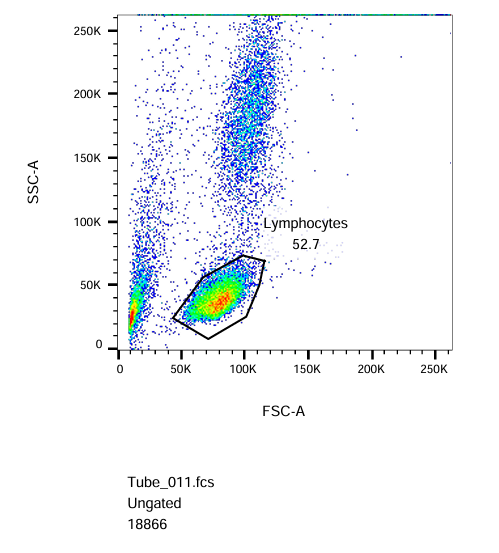 250K
200K
150K
100K
50K
0
SSC-A
Lymphocytes
52.7
0 50K 100K 150K 200K 250K
FSC-A
Tube_011.fcs
Ungated
18866